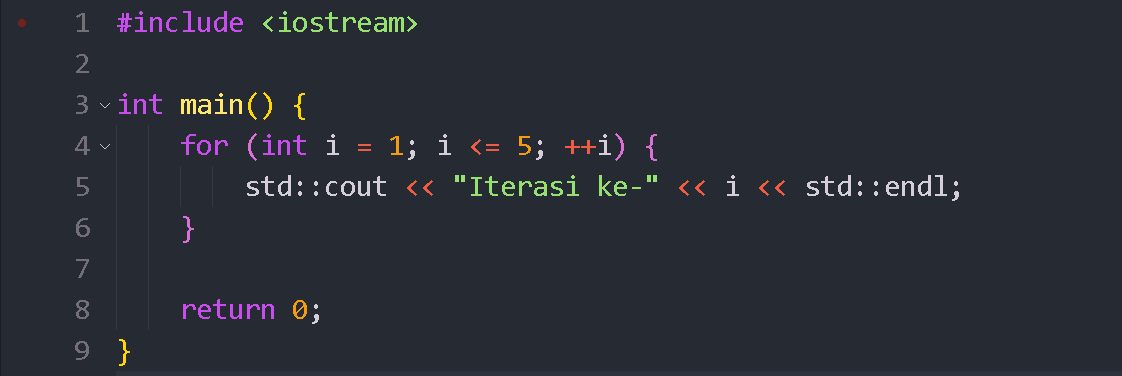 1 #include <iostream>
2
3 int main() {
4     for (int i = 1; i <= 5; ++i) {
5         std::cout << "Iterasi ke-" << i << std::endl;
6     }
7
8     return 0;
9 }